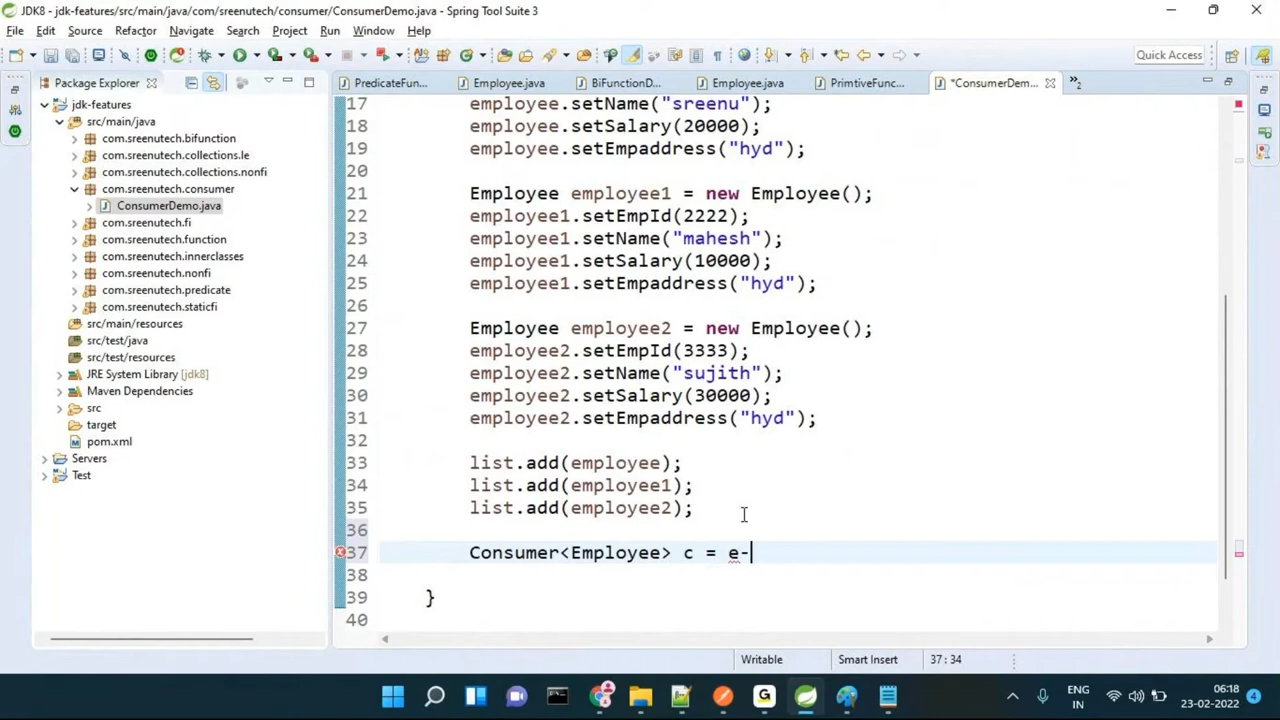 JDK8 - jdk-features/src/main/java/com/sreenutech/consumer/ConsumerDemo.java - Spring Tool Suite 3
File Edit Source Refactor Navigate Search Project Run Window Help
Quick Access
Package Explorer
PredicateFun... Employee.java BiFunctionD... Employee.java PrimtiveFunc... *ConsumerDem... »2
jdk-features
src/main/java
com.sreenutech.bifunction
com.sreenutech.collections.le
com.sreenutech.collections.nonfi
com.sreenutech.consumer
ConsumerDemo.java
com.sreenutech.fi
com.sreenutech.function
com.sreenutech.innerclasses
com.sreenutech.nonfi
com.sreenutech.predicate
com.sreenutech.staticfi
src/main/resources
src/test/java
src/test/resources
JRE System Library [jdk8]
Maven Dependencies
src
target
pom.xml
Servers
Test
17 employee.setName("sreenu");
18 employee.setSalary(20000);
19 employee.setEmpaddress("hyd");
20
21 Employee employee1 = new Employee();
22 employee1.setEmpId(2222);
23 employee1.setName("mahesh");
24 employee1.setSalary(10000);
25 employee1.setEmpaddress("hyd");
26
27 Employee employee2 = new Employee();
28 employee2.setEmpId(3333);
29 employee2.setName("sujith");
30 employee2.setSalary(30000);
31 employee2.setEmpaddress("hyd");
32
33 list.add(employee);
34 list.add(employee1);
35 list.add(employee2);
36
37 Consumer<Employee> c = e-
38
39 }
40
Writable Smart Insert 37 : 34
ENG
IN
06:18
23-02-2022
4